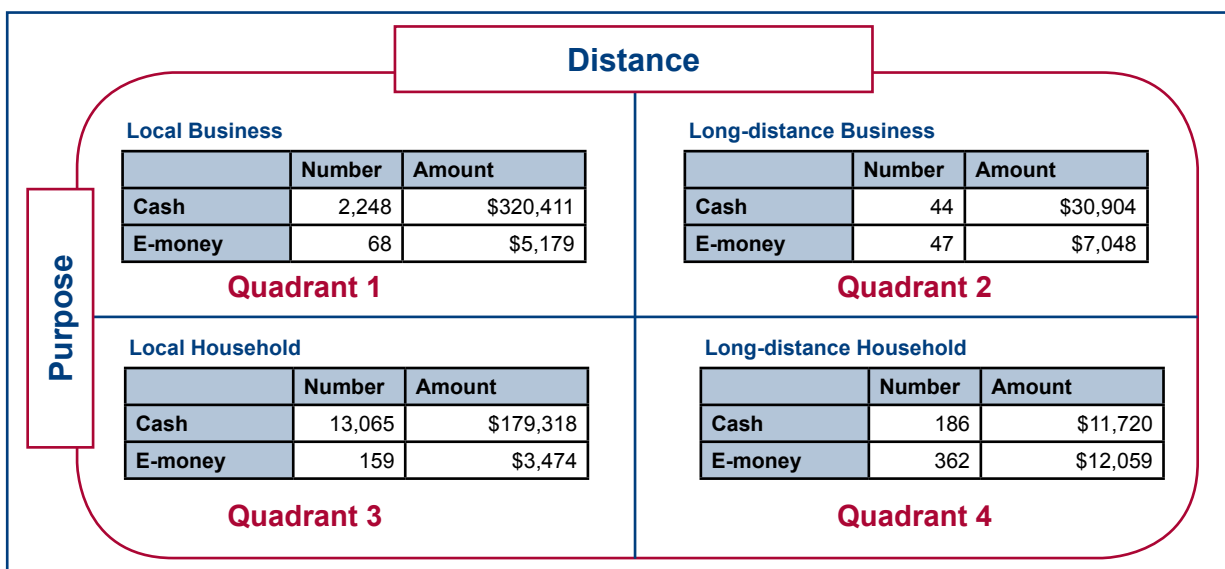 Distance
Purpose
Local Business
Number Amount
Cash 2,248 $320,411
E-money 68 $5,179
Quadrant 1
Long-distance Business
Number Amount
Cash 44 $30,904
E-money 47 $7,048
Quadrant 2
Local Household
Number Amount
Cash 13,065 $179,318
E-money 159 $3,474
Quadrant 3
Long-distance Household
Number Amount
Cash 186 $11,720
E-money 362 $12,059
Quadrant 4